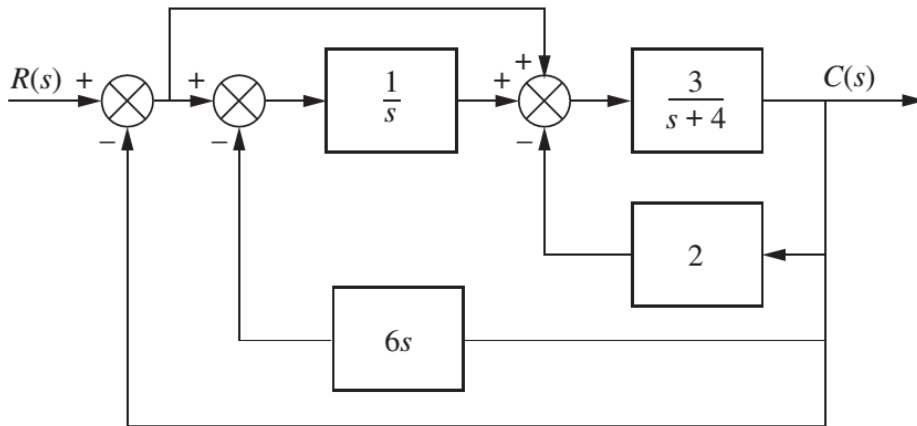 R(s) + + 1/s + + 3/(s + 4) C(s)
− − −
2
6s
−